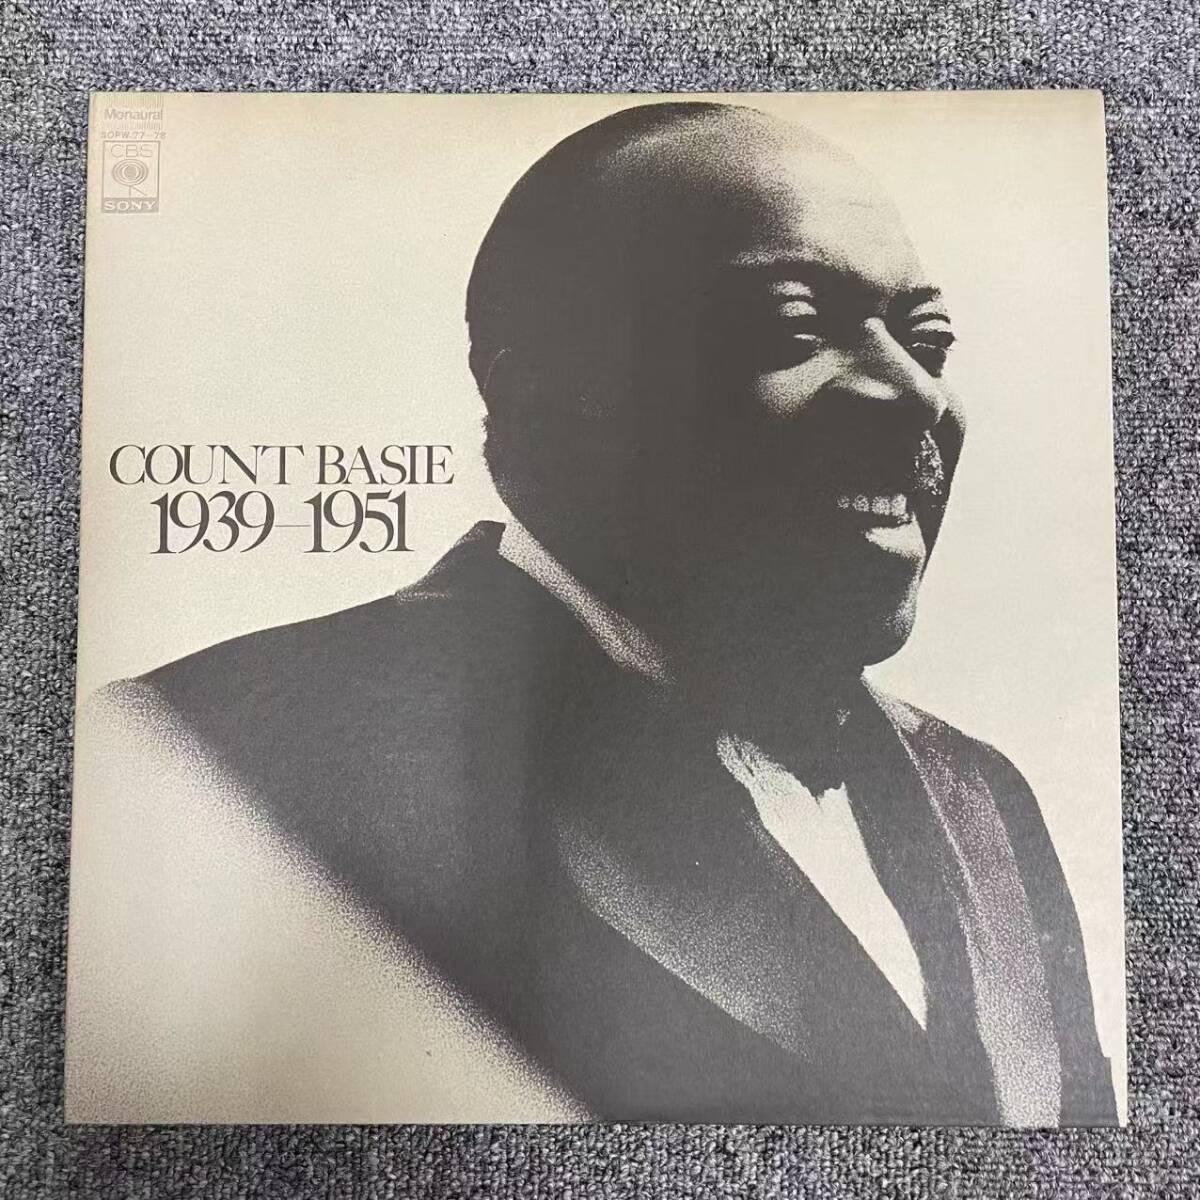 Monaural
SOPW 77-78
CBS
SONY
COUNT BASIE
1939-1951